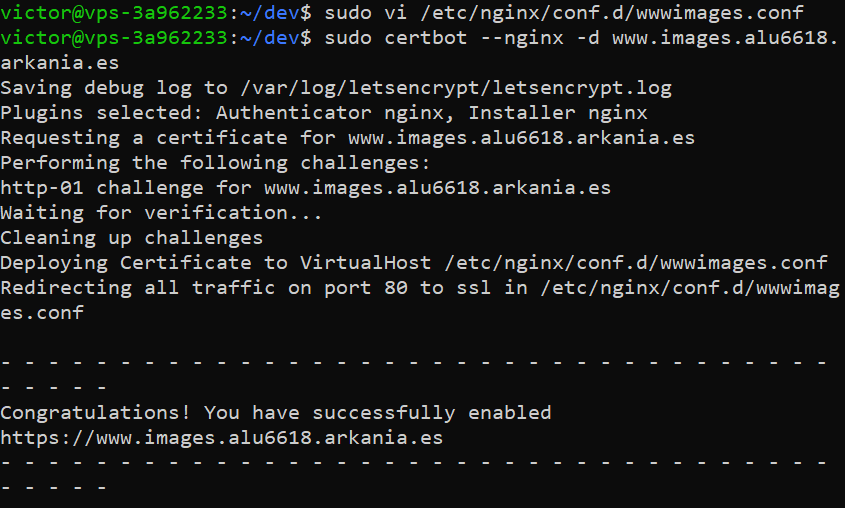 victor@vps-3a962233:~/dev$ sudo vi /etc/nginx/conf.d/wwwimages.conf
victor@vps-3a962233:~/dev$ sudo certbot --nginx -d www.images.alu6618.
arkania.es
Saving debug log to /var/log/letsencrypt/letsencrypt.log
Plugins selected: Authenticator nginx, Installer nginx
Requesting a certificate for www.images.alu6618.arkania.es
Performing the following challenges:
http-01 challenge for www.images.alu6618.arkania.es
Waiting for verification...
Cleaning up challenges
Deploying Certificate to VirtualHost /etc/nginx/conf.d/wwwimages.conf
Redirecting all traffic on port 80 to ssl in /etc/nginx/conf.d/wwwimag
es.conf
- - - - - - - - - - - - - - - - - - - - - - - - - - - - - - - - - - -
- - - - -
Congratulations! You have successfully enabled
https://www.images.alu6618.arkania.es
- - - - - - - - - - - - - - - - - - - - - - - - - - - - - - - - - - -
- - - - -